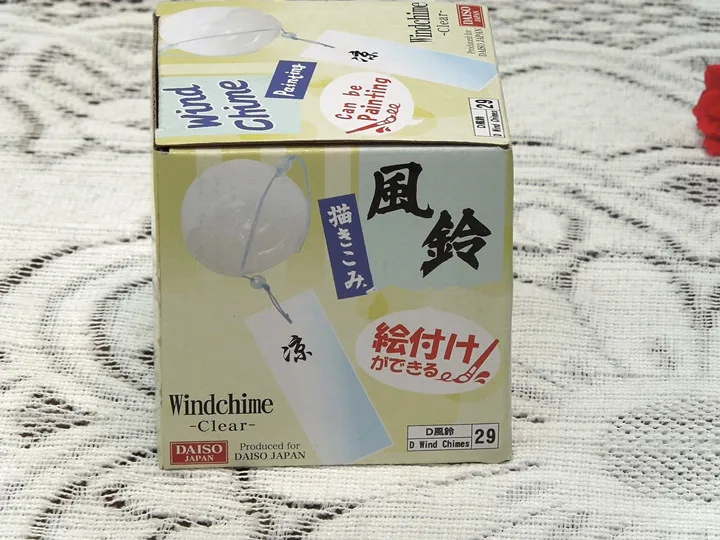 Wind
Chime
Painting
涼
Can be
Painting
Windchime
-Clear-
DAISO
JAPAN
Produced for
DAISO JAPAN
D風鈴
D Wind Chimes
29
風鈴
描きこみ
絵付け
ができる
涼
Windchime
-Clear-
DAISO
JAPAN
Produced for
DAISO JAPAN
D風鈴
D Wind Chimes
29